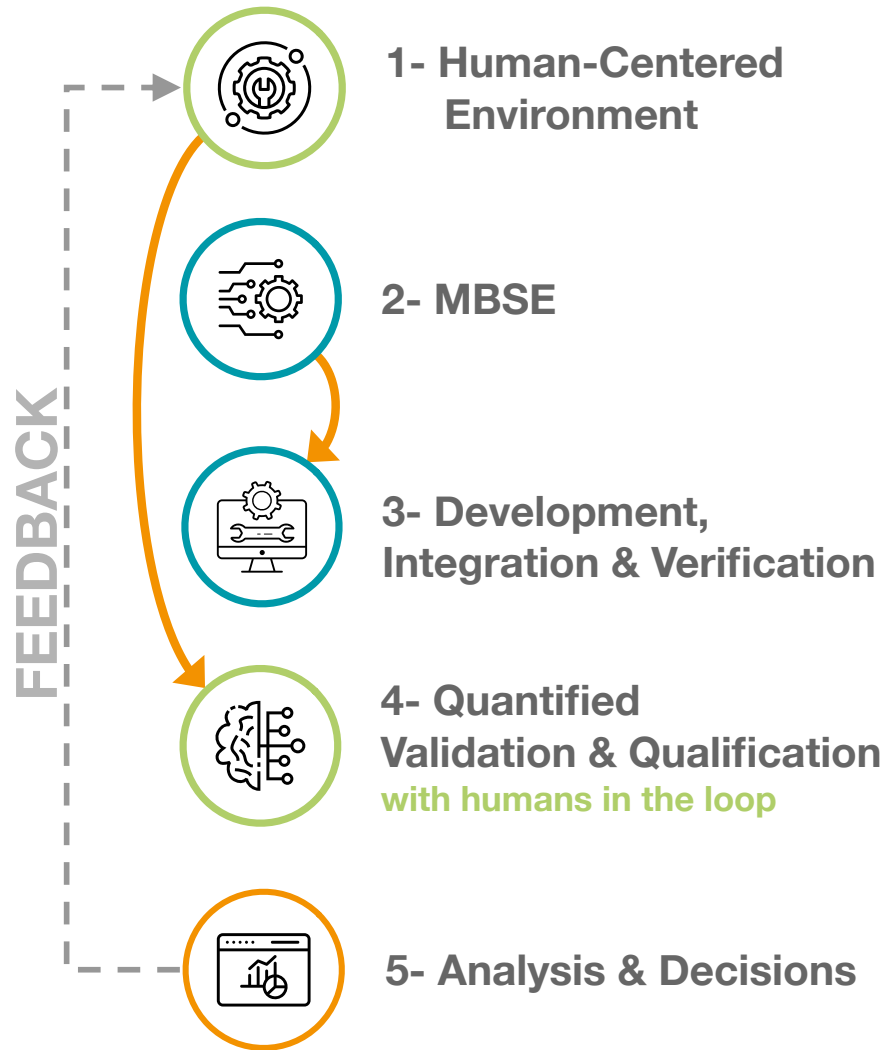 1- Human-Centered
Environment
2- MBSE
FEEDBACK
3- Development,
Integration & Verification
4- Quantified
Validation & Qualification
with humans in the loop
5- Analysis & Decisions